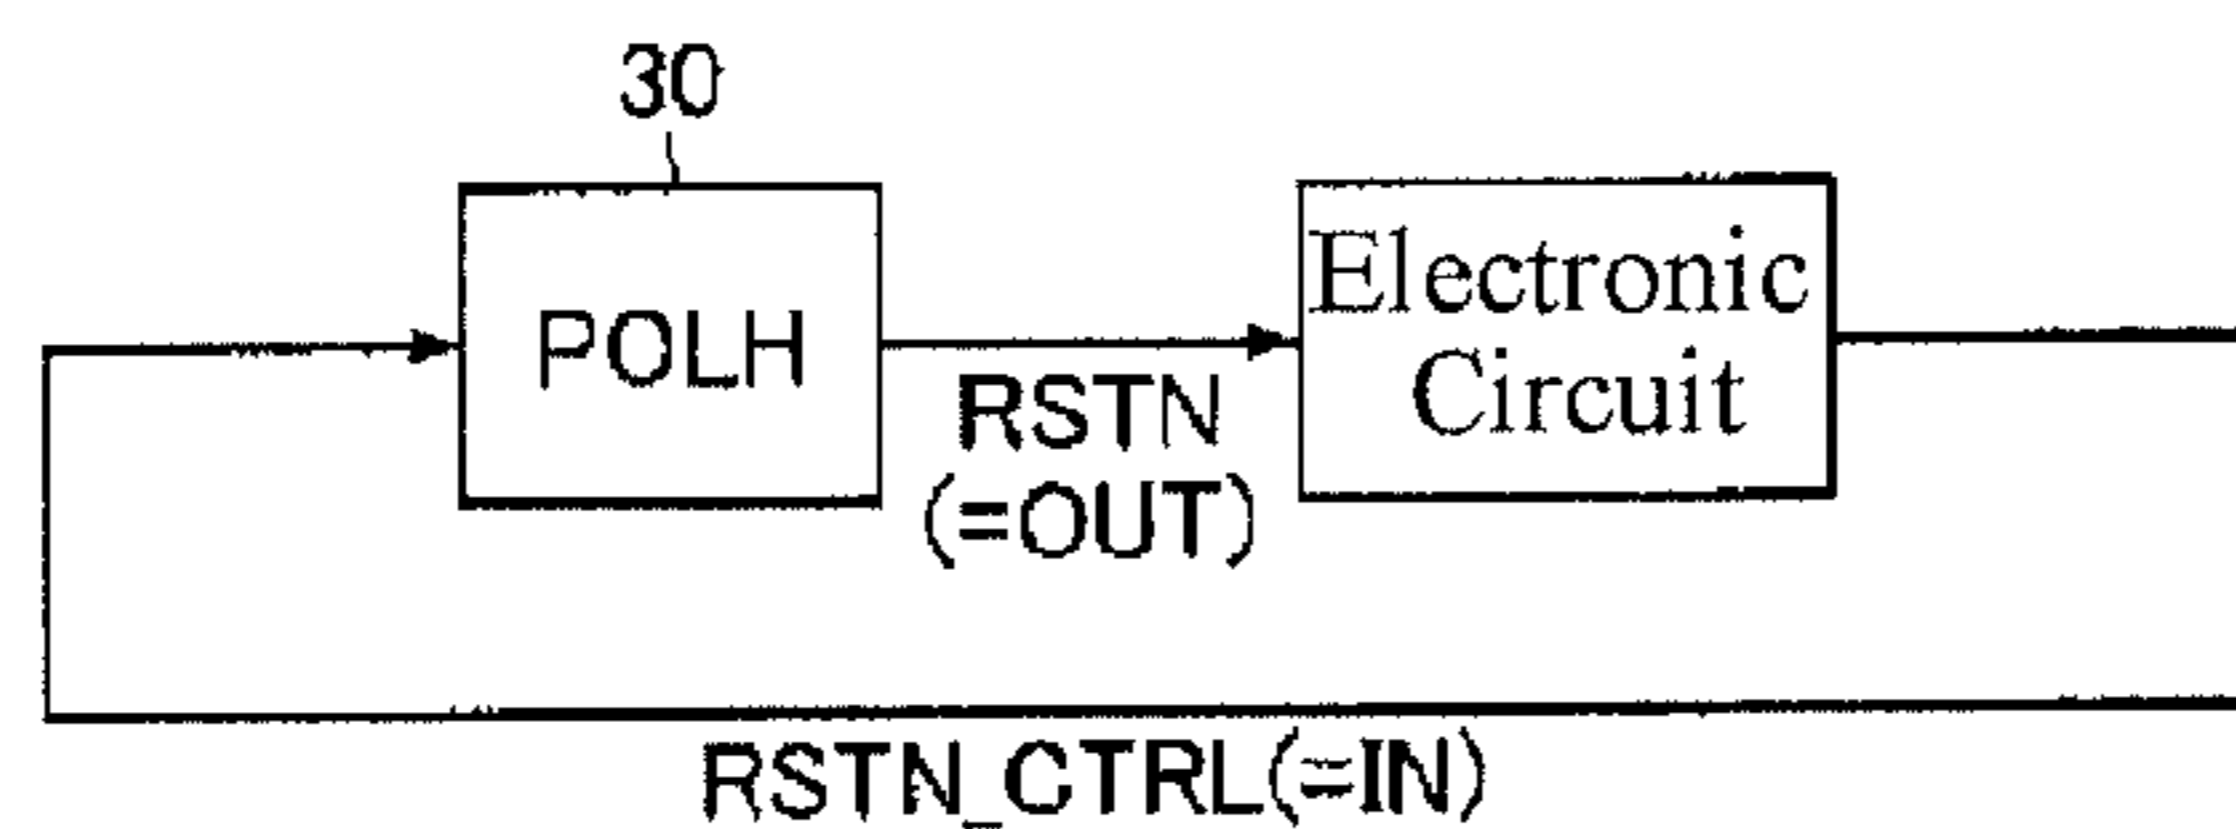 30
POLH
RSTN
(=OUT)
Electronic
Circuit
RSTN_CTRL(=IN)